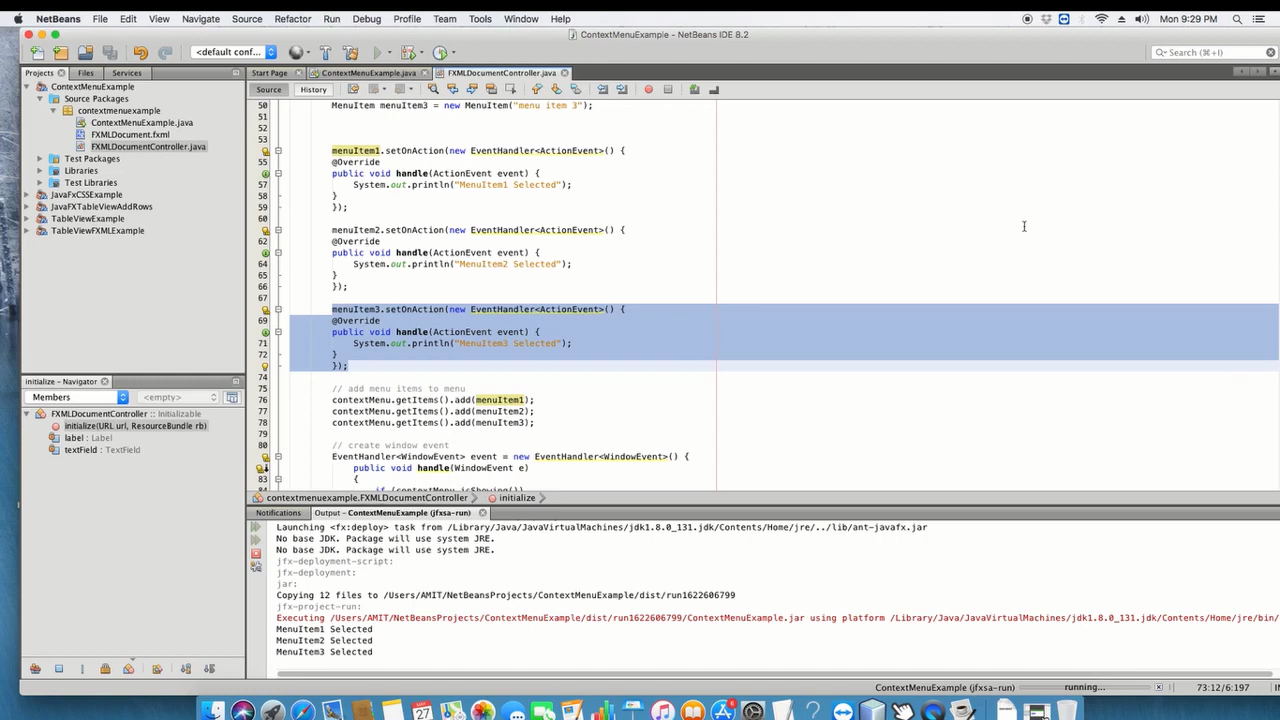 NetBeans File Edit View Navigate Source Refactor Run Debug Profile Team Tools Window Help Mon 9:29 PM
ContextMenuExample - NetBeans IDE 8.2
<default conf... Search (⌘+I)
Projects Files Services
Start Page ContextMenuExample.java FXMLDocumentController.java
Source History
ContextMenuExample
Source Packages
contextmenuexample
ContextMenuExample.java
FXMLDocument.fxml
FXMLDocumentController.java
Test Packages
Libraries
Test Libraries
JavaFxCSSExample
JavaFXTableViewAddRows
TableViewExample
TableViewFXMLExample
50 MenuItem menuItem3 = new MenuItem("menu item 3");
51
52
53
menuItem1.setOnAction(new EventHandler<ActionEvent>() {
55 @Override
public void handle(ActionEvent event) {
57 System.out.println("MenuItem1 Selected");
58 }
59 });
60
menuItem2.setOnAction(new EventHandler<ActionEvent>() {
62 @Override
public void handle(ActionEvent event) {
64 System.out.println("MenuItem2 Selected");
65 }
66 });
67
menuItem3.setOnAction(new EventHandler<ActionEvent>() {
69 @Override
public void handle(ActionEvent event) {
71 System.out.println("MenuItem3 Selected");
72 }
});
74
75 // add menu items to menu
76 contextMenu.getItems().add(menuItem1);
77 contextMenu.getItems().add(menuItem2);
78 contextMenu.getItems().add(menuItem3);
79
80 // create window event
EventHandler<WindowEvent> event = new EventHandler<WindowEvent>() {
public void handle(WindowEvent e)
83 {
84 if (contextMenu.isShowing())
initialize - Navigator
Members <empty>
FXMLDocumentController :: Initializable
initialize(URL url, ResourceBundle rb)
label : Label
textField : TextField
contextmenuexample.FXMLDocumentController initialize
Notifications Output - ContextMenuExample (jfxsa-run)
Launching <fx:deploy> task from /Library/Java/JavaVirtualMachines/jdk1.8.0_131.jdk/Contents/Home/jre/../lib/ant-javafx.jar
No base JDK. Package will use system JRE.
No base JDK. Package will use system JRE.
jfx-deployment-script:
jfx-deployment:
jar:
Copying 12 files to /Users/AMIT/NetBeansProjects/ContextMenuExample/dist/run1622606799
jfx-project-run:
Executing /Users/AMIT/NetBeansProjects/ContextMenuExample/dist/run1622606799/ContextMenuExample.jar using platform /Library/Java/JavaVirtualMachines/jdk1.8.0_131.jdk/Contents/Home/jre/bin/
MenuItem1 Selected
MenuItem2 Selected
MenuItem3 Selected
ContextMenuExample (jfxsa-run) running... 73:12/6:197
27